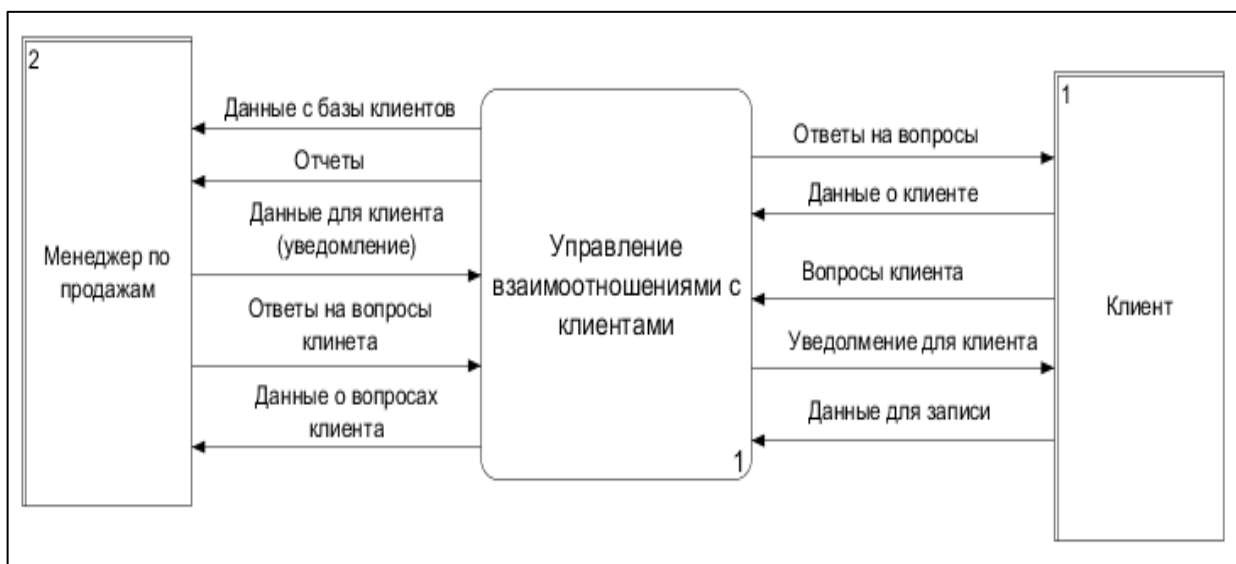 2
Менеджер по
продажам
Данные с базы клиентов
Отчеты
Данные для клиента
(уведомление)
Ответы на вопросы
клинета
Данные о вопросах
клиента
Управление
взаимоотношениями с
клиентами
1
Ответы на вопросы
Данные о клиенте
Вопросы клиента
Уведолмение для клиента
Данные для записи
1
Клиент